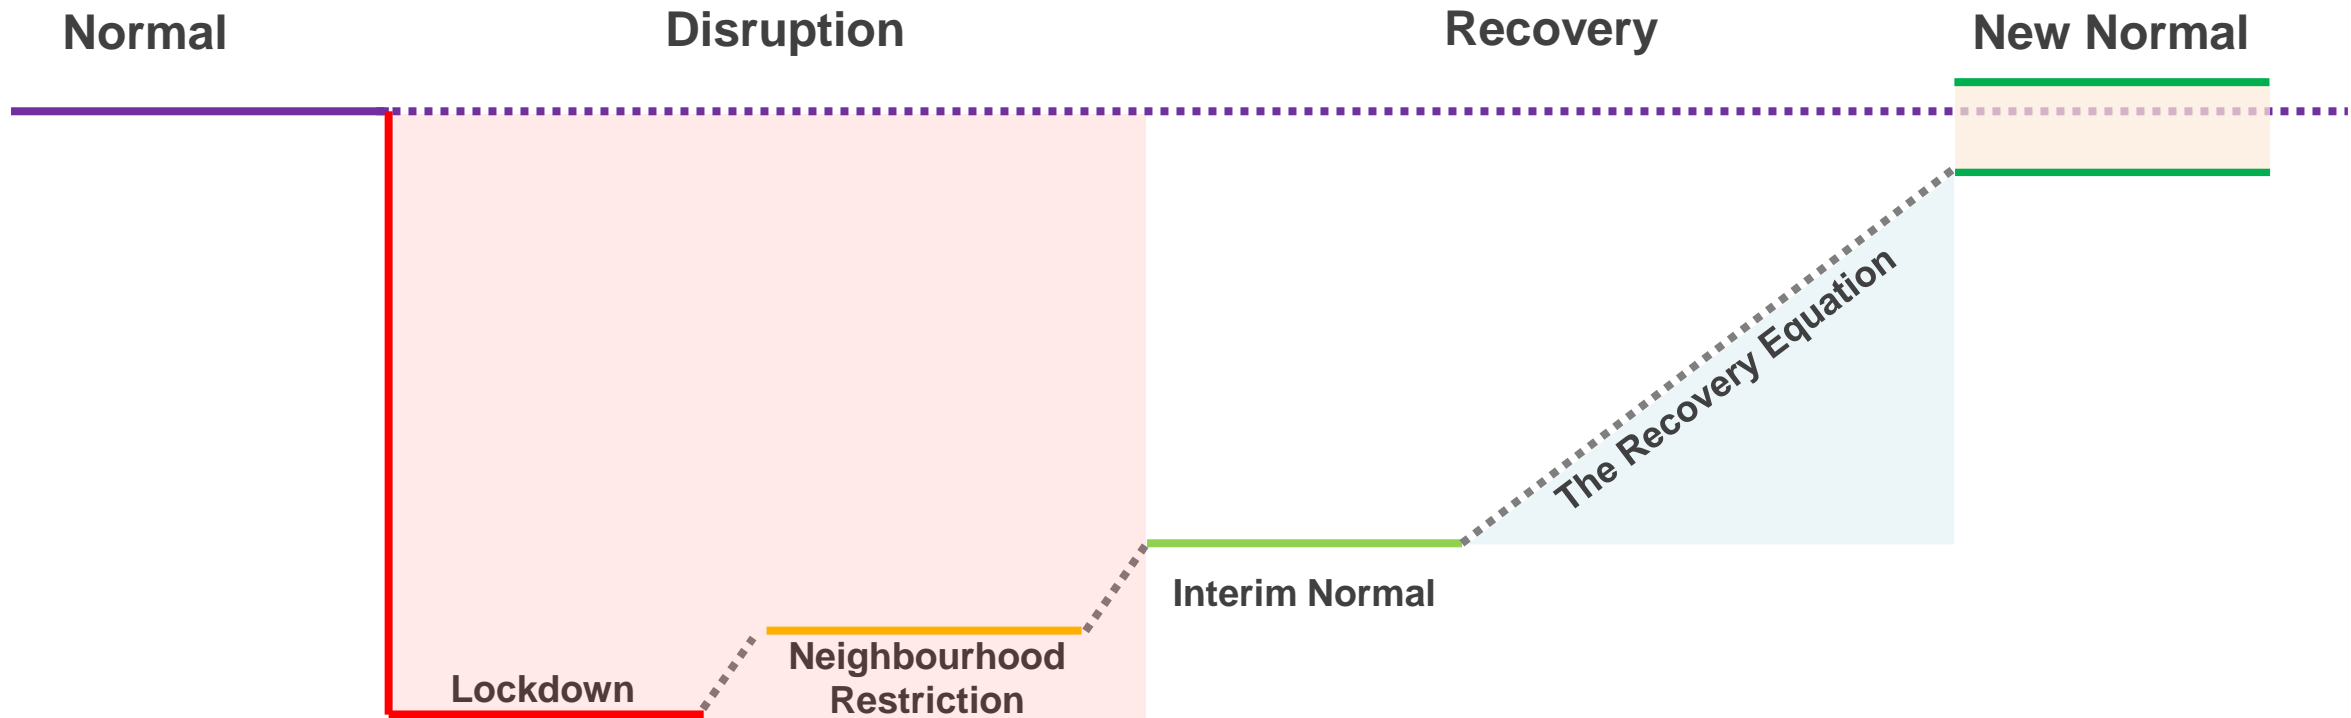 Normal
Disruption
Recovery
New Normal
The Recovery Equation
Interim Normal
Neighbourhood
Restriction
Lockdown